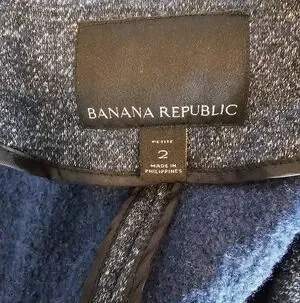 BANANA REPUBLIC
PETITE
2
MADE IN
PHILIPPINES